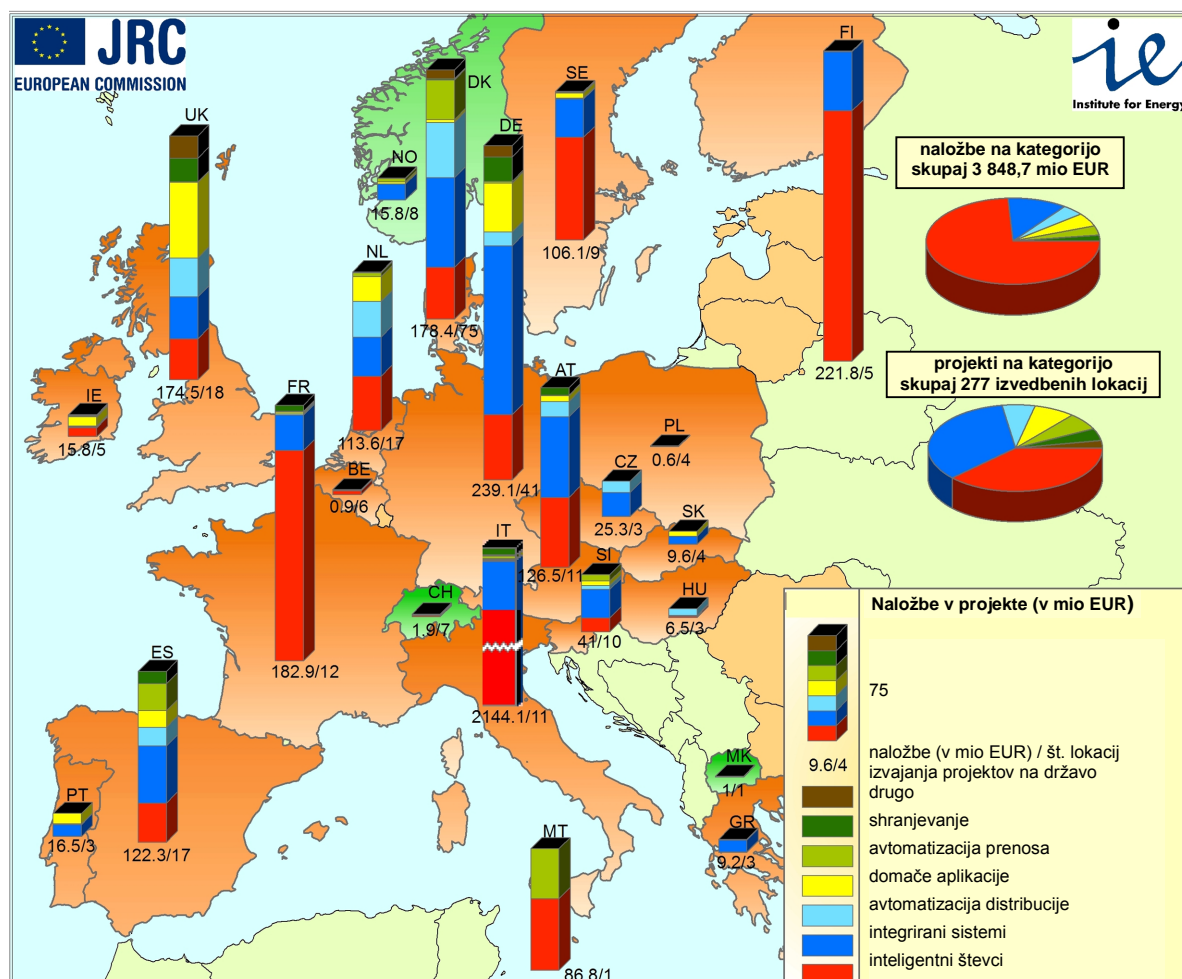 JRC
EUROPEAN COMMISSION
ie
Institute for Energy
FI
DK
SE
UK
DE
NO
15.8/8
naložbe na kategorijo
skupaj 3 848,7 mio EUR
106.1/9
NL
178.4/75
projekti na kategorijo
skupaj 277 izvedbenih lokacij
221.8/5
174.5/18
FR
AT
IE
15.8/5
113.6/17
PL
0.6/4
BE
0.9/6
239.1/41
CZ
25.3/3
SK
9.6/4
IT
SI
126.5/11
HU
6.5/3
CH
1.9/7
41/10
ES
182.9/12
2144.1/11
MK
1/1
PT
16.5/3
122.3/17
MT
86.8/1
GR
9.2/3
Naložbe v projekte (v mio EUR)
75
9.6/4
naložbe (v mio EUR) / št. lokacij
izvajanja projektov na državo
drugo
shranjevanje
avtomatizacija prenosa
domače aplikacije
avtomatizacija distribucije
integrirani sistemi
inteligentni števci